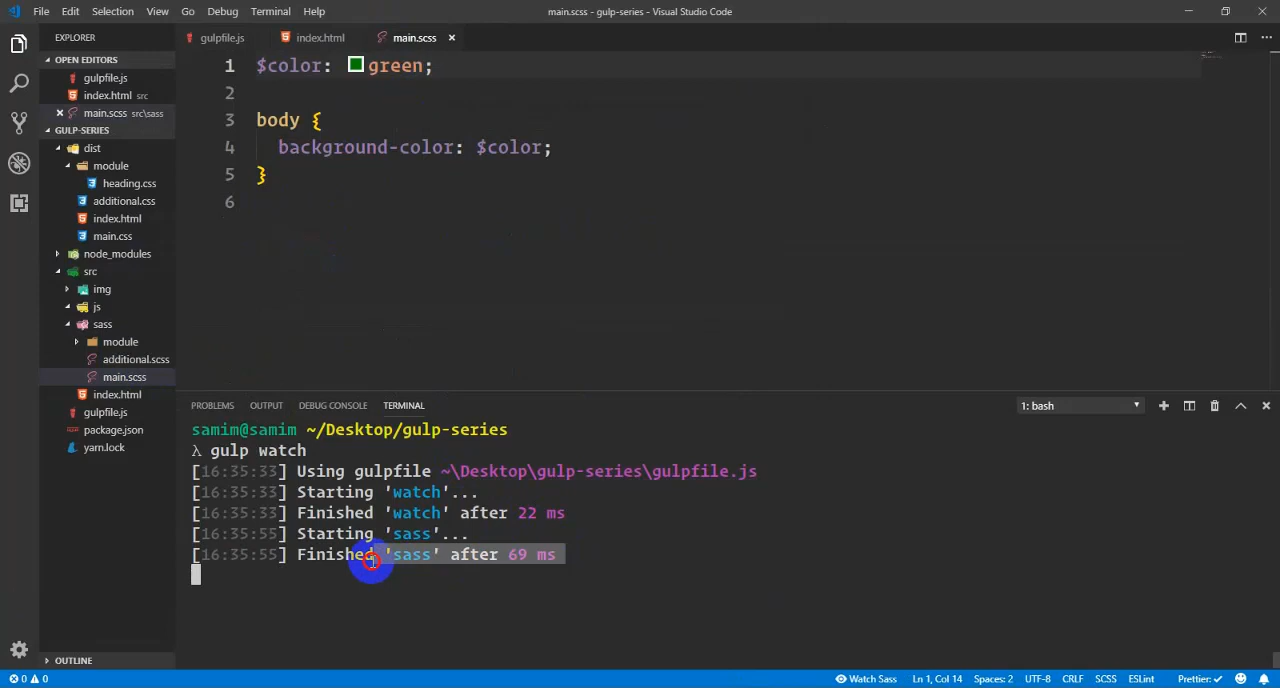 File Edit Selection View Go Debug Terminal Help
main.scss - gulp-series - Visual Studio Code
EXPLORER
OPEN EDITORS
gulpfile.js
index.html src
main.scss src\sass
GULP-SERIES
dist
module
heading.css
additional.css
index.html
main.css
node_modules
src
img
js
sass
module
additional.scss
main.scss
index.html
gulpfile.js
package.json
yarn.lock
OUTLINE
gulpfile.js index.html main.scss
1 $color: green;
2
3 body {
4 background-color: $color;
5 }
6
PROBLEMS OUTPUT DEBUG CONSOLE TERMINAL
1: bash
samim@samim ~/Desktop/gulp-series
λ gulp watch
[16:35:33] Using gulpfile ~\Desktop\gulp-series\gulpfile.js
[16:35:33] Starting 'watch'...
[16:35:33] Finished 'watch' after 22 ms
[16:35:55] Starting 'sass'...
[16:35:55] Finished 'sass' after 69 ms
0 0
Watch Sass Ln 1, Col 14 Spaces: 2 UTF-8 CRLF SCSS ESLint Prettier: ✓